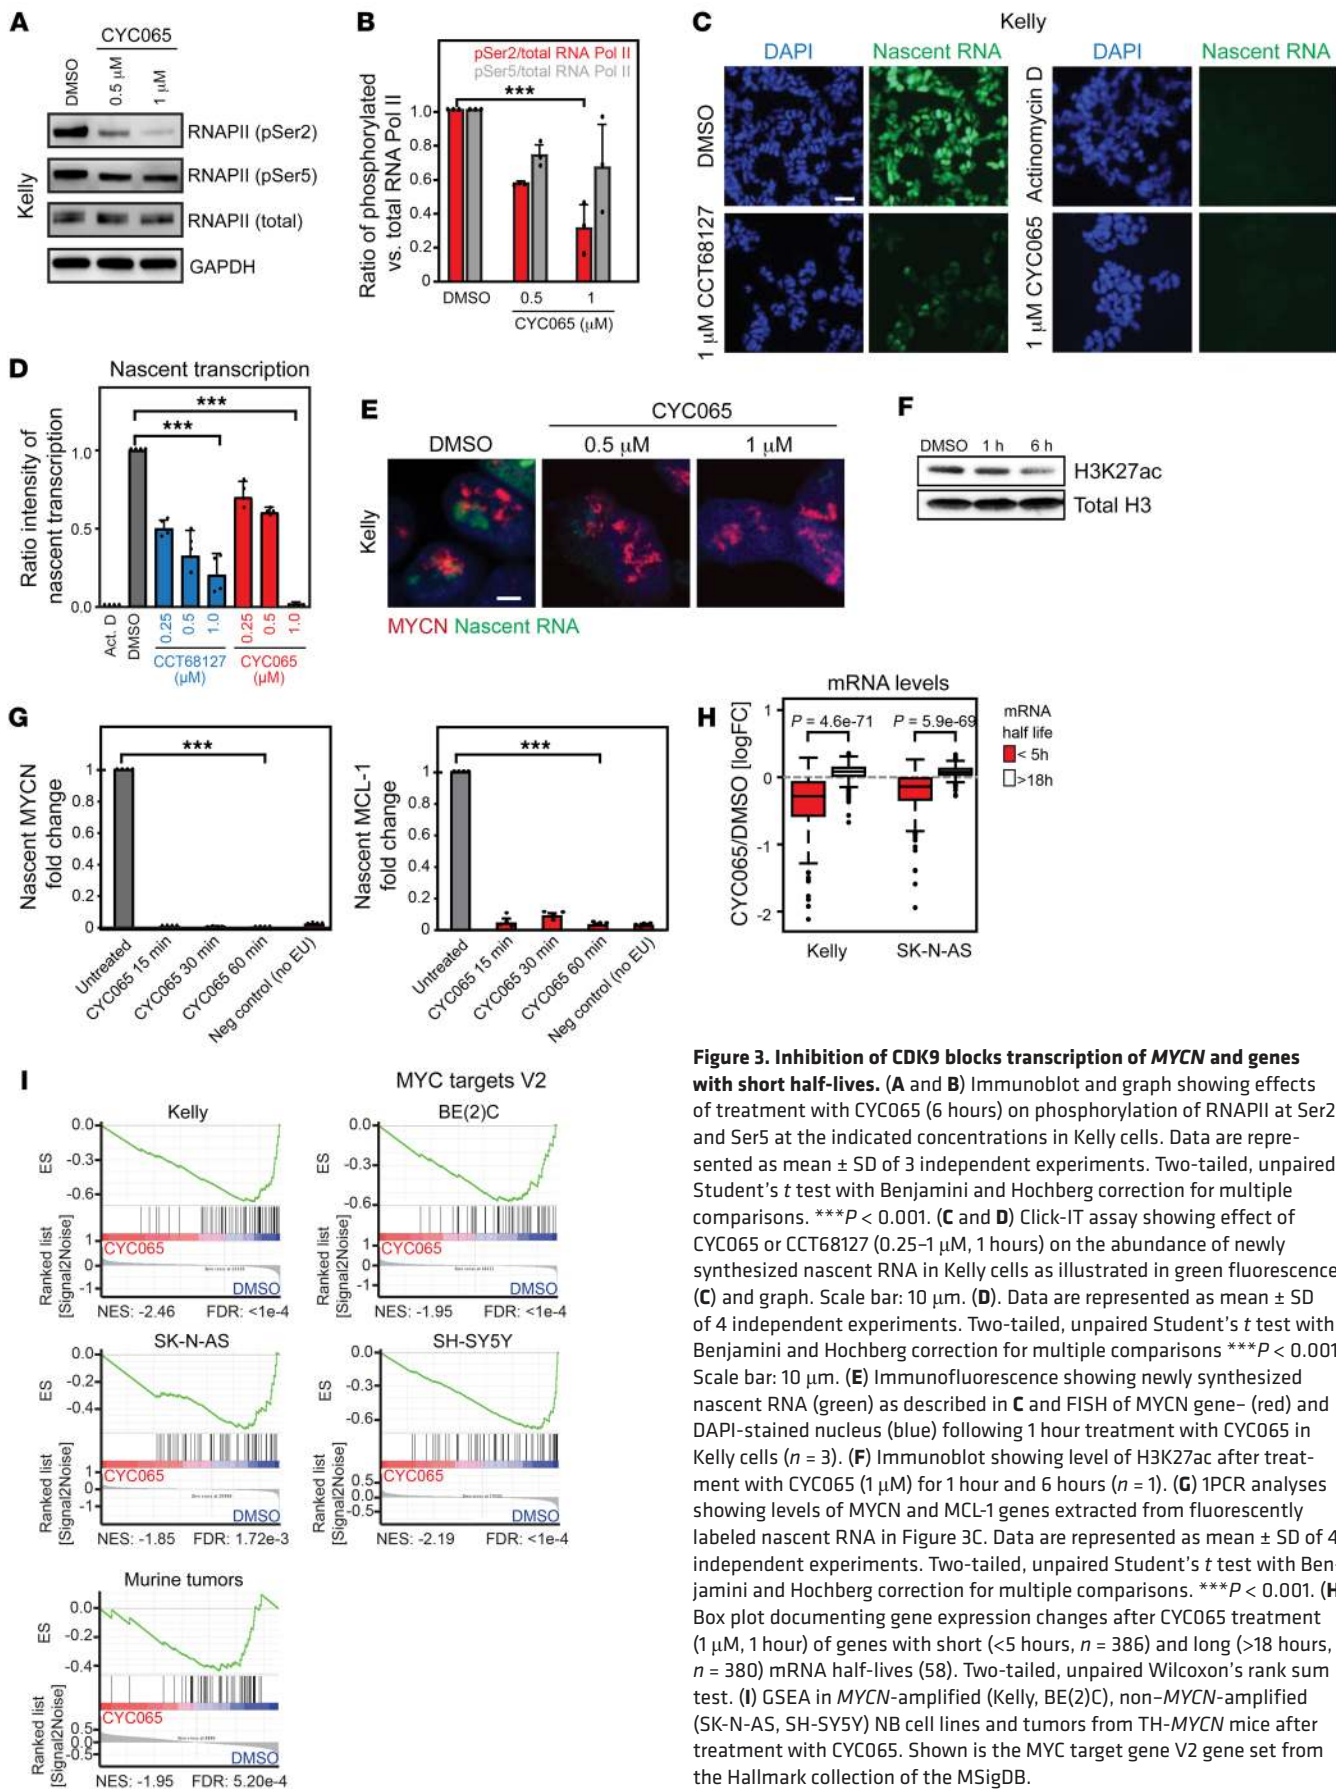 A
CYC065
DMSO
0.5 µM
1 µM
Kelly
RNAPII (pSer2)
RNAPII (pSer5)
RNAPII (total)
GAPDH
B
pSer2/total RNA Pol II
pSer5/total RNA Pol II
***
Ratio of phosphorylated
vs. total RNA Pol II
1.0
0.8
0.6
0.4
0.2
0
DMSO
0.5
1
CYC065 (µM)
C
Kelly
DAPI
Nascent RNA
DAPI
Nascent RNA
DMSO
Actinomycin D
1 µM CCT68127
1 µM CYC065
D
Nascent transcription
***
***
Ratio intensity of
nascent transcription
1.0
0.5
0.0
Act. D
DMSO
0.25
0.5
1.0
0.25
0.5
1.0
CCT68127
(µM)
CYC065
(µM)
E
CYC065
DMSO
0.5 µM
1 µM
Kelly
MYCN Nascent RNA
F
DMSO 1 h 6 h
H3K27ac
Total H3
G
***
Nascent MYCN
fold change
1
0.8
0.6
0.4
0.2
0
Untreated
CYC065 15 min
CYC065 30 min
CYC065 60 min
Neg control (no EU)
***
Nascent MCL-1
fold change
1
0.8
0.6
0.4
0.2
0
Untreated
CYC065 15 min
CYC065 30 min
CYC065 60 min
Neg control (no EU)
H
mRNA levels
P = 4.6e-71
P = 5.9e-69
CYC065/DMSO [logFC]
1
0
-1
-2
Kelly
SK-N-AS
mRNA
half life
< 5h
>18h
I
MYC targets V2
Kelly
ES
0.0
-0.3
-0.6
Ranked list
[Signal2Noise]
1
0
-1
CYC065
DMSO
NES: -2.46 FDR: <1e-4
BE(2)C
ES
0.0
-0.3
-0.6
Ranked list
[Signal2Noise]
1
0
-1
CYC065
DMSO
NES: -1.95 FDR: <1e-4
SK-N-AS
ES
0.0
-0.2
-0.4
Ranked list
[Signal2Noise]
1
0
-1
CYC065
DMSO
NES: -1.85 FDR: 1.72e-3
SH-SY5Y
ES
0.0
-0.3
-0.6
Ranked list
[Signal2Noise]
0.5
0.0
-0.5
CYC065
DMSO
NES: -2.19 FDR: <1e-4
Murine tumors
ES
0.0
-0.2
-0.4
Ranked list
[Signal2Noise]
0.5
0.0
-0.5
CYC065
DMSO
NES: -1.95 FDR: 5.20e-4
Figure 3. Inhibition of CDK9 blocks transcription of MYCN and genes
with short half-lives. (A and B) Immunoblot and graph showing effects
of treatment with CYC065 (6 hours) on phosphorylation of RNAPII at Ser2
and Ser5 at the indicated concentrations in Kelly cells. Data are repre-
sented as mean ± SD of 3 independent experiments. Two-tailed, unpaired
Student's t test with Benjamini and Hochberg correction for multiple
comparisons. ***P < 0.001. (C and D) Click-IT assay showing effect of
CYC065 or CCT68127 (0.25–1 µM, 1 hours) on the abundance of newly
synthesized nascent RNA in Kelly cells as illustrated in green fluorescence
(C) and graph. Scale bar: 10 µm. (D). Data are represented as mean ± SD
of 4 independent experiments. Two-tailed, unpaired Student's t test with
Benjamini and Hochberg correction for multiple comparisons ***P < 0.001
Scale bar: 10 µm. (E) Immunofluorescence showing newly synthesized
nascent RNA (green) as described in C and FISH of MYCN gene– (red) and
DAPI-stained nucleus (blue) following 1 hour treatment with CYC065 in
Kelly cells (n = 3). (F) Immunoblot showing level of H3K27ac after treat-
ment with CYC065 (1 µM) for 1 hour and 6 hours (n = 1). (G) 1PCR analyses
showing levels of MYCN and MCL-1 genes extracted from fluorescently
labeled nascent RNA in Figure 3C. Data are represented as mean ± SD of 4
independent experiments. Two-tailed, unpaired Student's t test with Ben-
jamini and Hochberg correction for multiple comparisons. ***P < 0.001. (H
Box plot documenting gene expression changes after CYC065 treatment
(1 µM, 1 hour) of genes with short (<5 hours, n = 386) and long (>18 hours,
n = 380) mRNA half-lives (58). Two-tailed, unpaired Wilcoxon's rank sum
test. (I) GSEA in MYCN-amplified (Kelly, BE(2)C), non–MYCN-amplified
(SK-N-AS, SH-SY5Y) NB cell lines and tumors from TH-MYCN mice after
treatment with CYC065. Shown is the MYC target gene V2 gene set from
the Hallmark collection of the MSigDB.